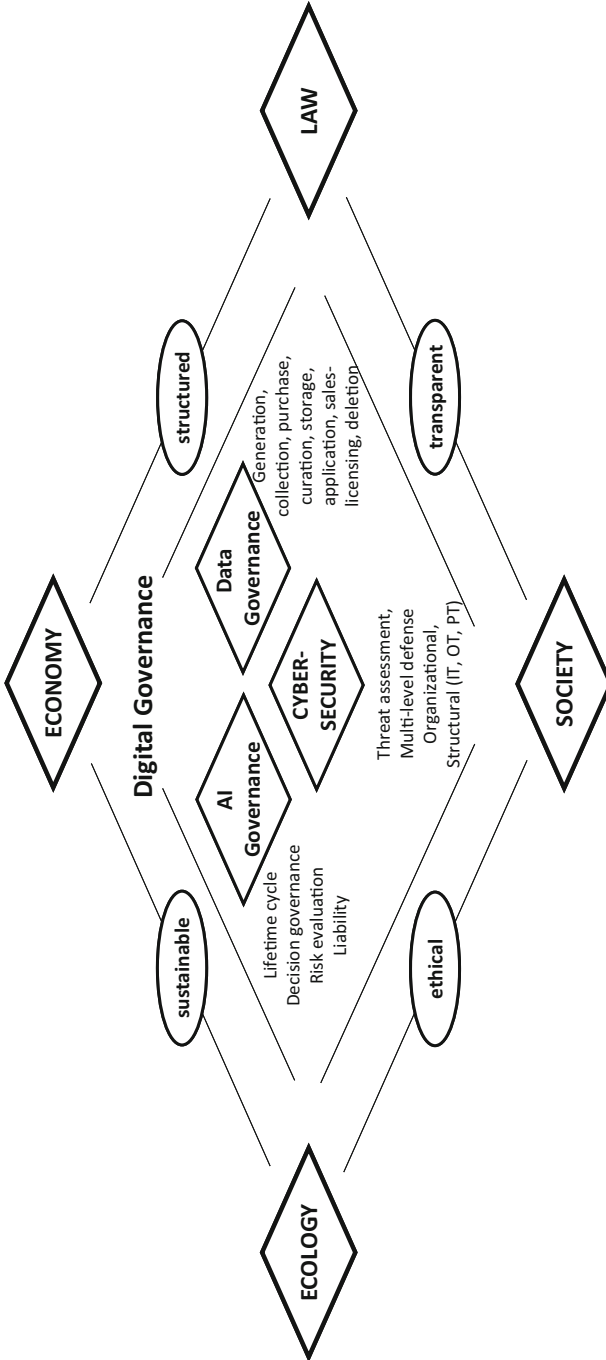 ECONOMY
Digital Governance
sustainable
structured
AI
Governance
Data
Governance
Lifetime cycle
Decision governance
Risk evaluation
Liability
CYBER-
SECURITY
Generation,
collection, purchase,
curation, storage,
application, sales-
licensing, deletion
ECOLOGY
LAW
Threat assessment,
Multi-level defense
Organizational,
Structural (IT, OT, PT)
ethical
transparent
SOCIETY